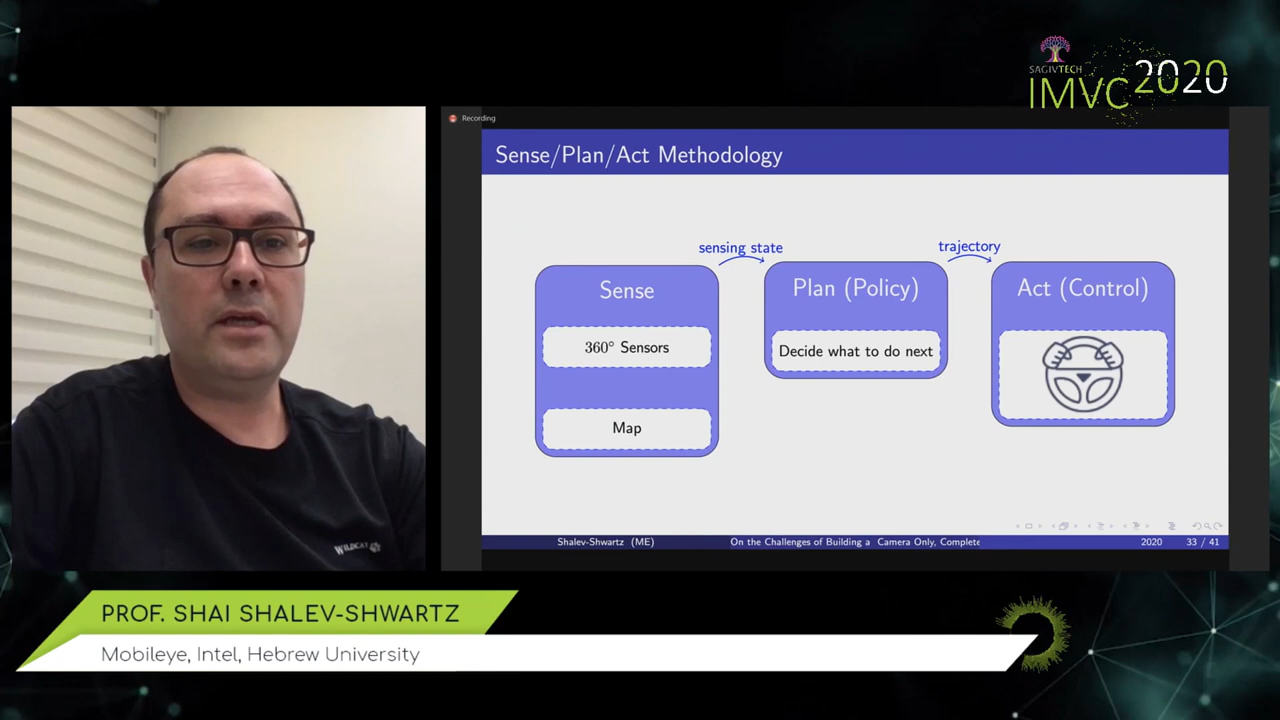 SAGIVTECH
IMVC 2020
Recording
Sense/Plan/Act Methodology
sensing state
trajectory
Sense
Plan (Policy)
Act (Control)
360° Sensors
Decide what to do next
Map
WILDCAT
Shalev-Shwartz (ME)
On the Challenges of Building a Camera Only, Complete
2020
33 / 41
PROF. SHAI SHALEV-SHWARTZ
Mobileye, Intel, Hebrew University